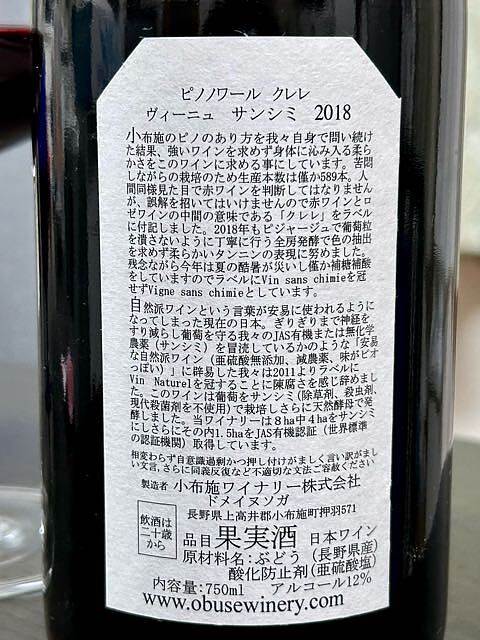 ピノノワール クレレ
ヴィーニュ サンシミ 2018
小布施のピノのあり方を我々自身で問い続け
た結果、強いワインを求めず身体に沁み入る柔ら
かさをこのワインに求める事にしています。苦悶
しながらの栽培のため生産本数は僅か589本。人
間同様見た目で赤ワインを判断してはなりません
が、誤解を招いてはいけませんので赤ワインとロ
ゼワインの中間の意味である「クレレ」をラベル
に付記しました。2018年もピジャージュで葡萄粒
を潰さないように丁寧に行う全房発酵で色の抽出
を求めず柔らかいタンニンの表現に努めました。
残念ながら今年は夏の酷暑が災いし僅か補糖補酸
をしていますのでラベルにVin sans chimieを冠
せずVigne sans chimieとしています。
自然派ワインという言葉が安易に使われるように
なってしまった現在の日本。ぎりぎりまで神経を
すり減らし葡萄を守る我々のJAS有機または無化学
農薬（サンシミ）を冒涜しているかのような「安易
な自然派ワイン（亜硫酸無添加、減農薬、味がビオ
っぽい）」に辟易した我々は2011よりラベルに
Vin Naturelを冠することに陳腐さを感じ辞めまし
た。このワインは葡萄をサンシミ（除草剤、殺虫剤、
現代殺菌剤を不使用）で栽培しさらに天然酵母で発
酵しました。当ワイナリーは８ha中４haをサンシミ
にしさらにその内1.5haをJAS有機認証（世界標準
の認証機関）取得しています。
相変わらず自意識過剰かつ押し付けがましく言い訳がまし
い文言,さらに同義反復など不適切な文法ご容赦ください
製造者 小布施ワイナリー株式会社
ドメイヌソガ
長野県上高井郡小布施町押羽571
飲酒は
二十歳
から
品目 果実酒 日本ワイン
原材料名：ぶどう（長野県産）
酸化防止剤（亜硫酸塩）
内容量：750ml アルコール12%
www.obusewinery.com